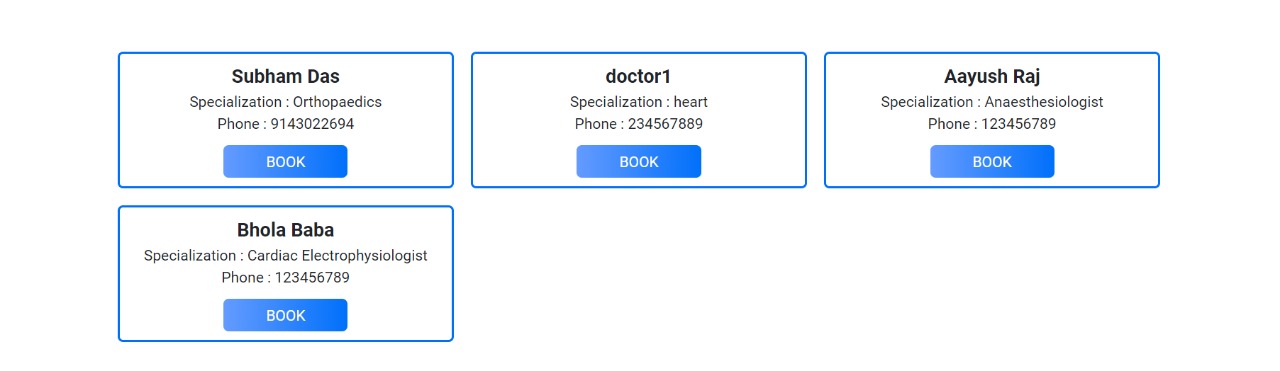 Subham Das
Specialization : Orthopaedics
Phone : 9143022694
BOOK
doctor1
Specialization : heart
Phone : 234567889
BOOK
Aayush Raj
Specialization : Anaesthesiologist
Phone : 123456789
BOOK
Bhola Baba
Specialization : Cardiac Electrophysiologist
Phone : 123456789
BOOK